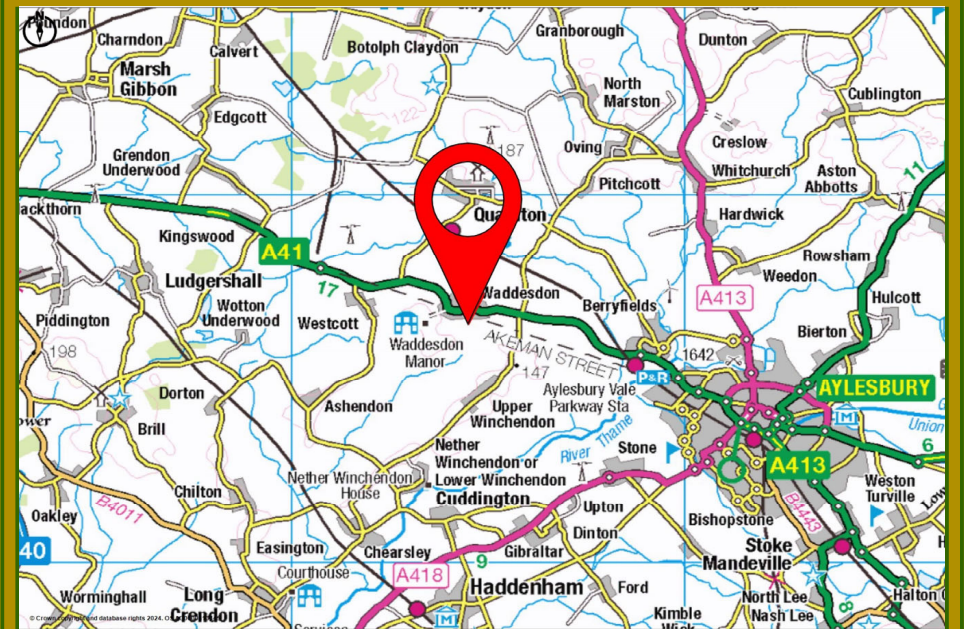 Charndon
Calvert
Botolph Claydon
Granborough
Dunton
Marsh
Gibbon
North
Marston
Cublington
Edgcott
122
187
Creslow
Grendon
Underwood
Oving
Whitchurch
Aston
Abbotts
11
Pitchcott
Kingswood
Hardwick
A41
Rowsham
Ludgershall
17
Weedon
Waddesdon
Berryfields
A413
Hulcott
Piddington
Wotton
Underwood
Westcott
Waddesdon
Manor
AKEMAN STREET
Bierton
198
147
1642
P&R
Aylesbury Vale
Parkway Sta
AYLESBURY
M
Dorton
Ashendon
Upper
Winchendon
River Thame
Brill
Nether
Winchendon or
Lower Winchendon
Stone
A413
Union
6
Nether Winchendon
House
Cuddington
Chilton
B4011
Upton
Bishopstone
B4443
Weston
Turville
Oakley
Dinton
40
Easington
Chearsley
9
Gibraltar
Stoke
Mandeville
Courthouse
A418
Haddenham
Ford
North Lee
Nash Lee
8
Halton
Worminghall
Long
Crendon
M
Kimble
Wick